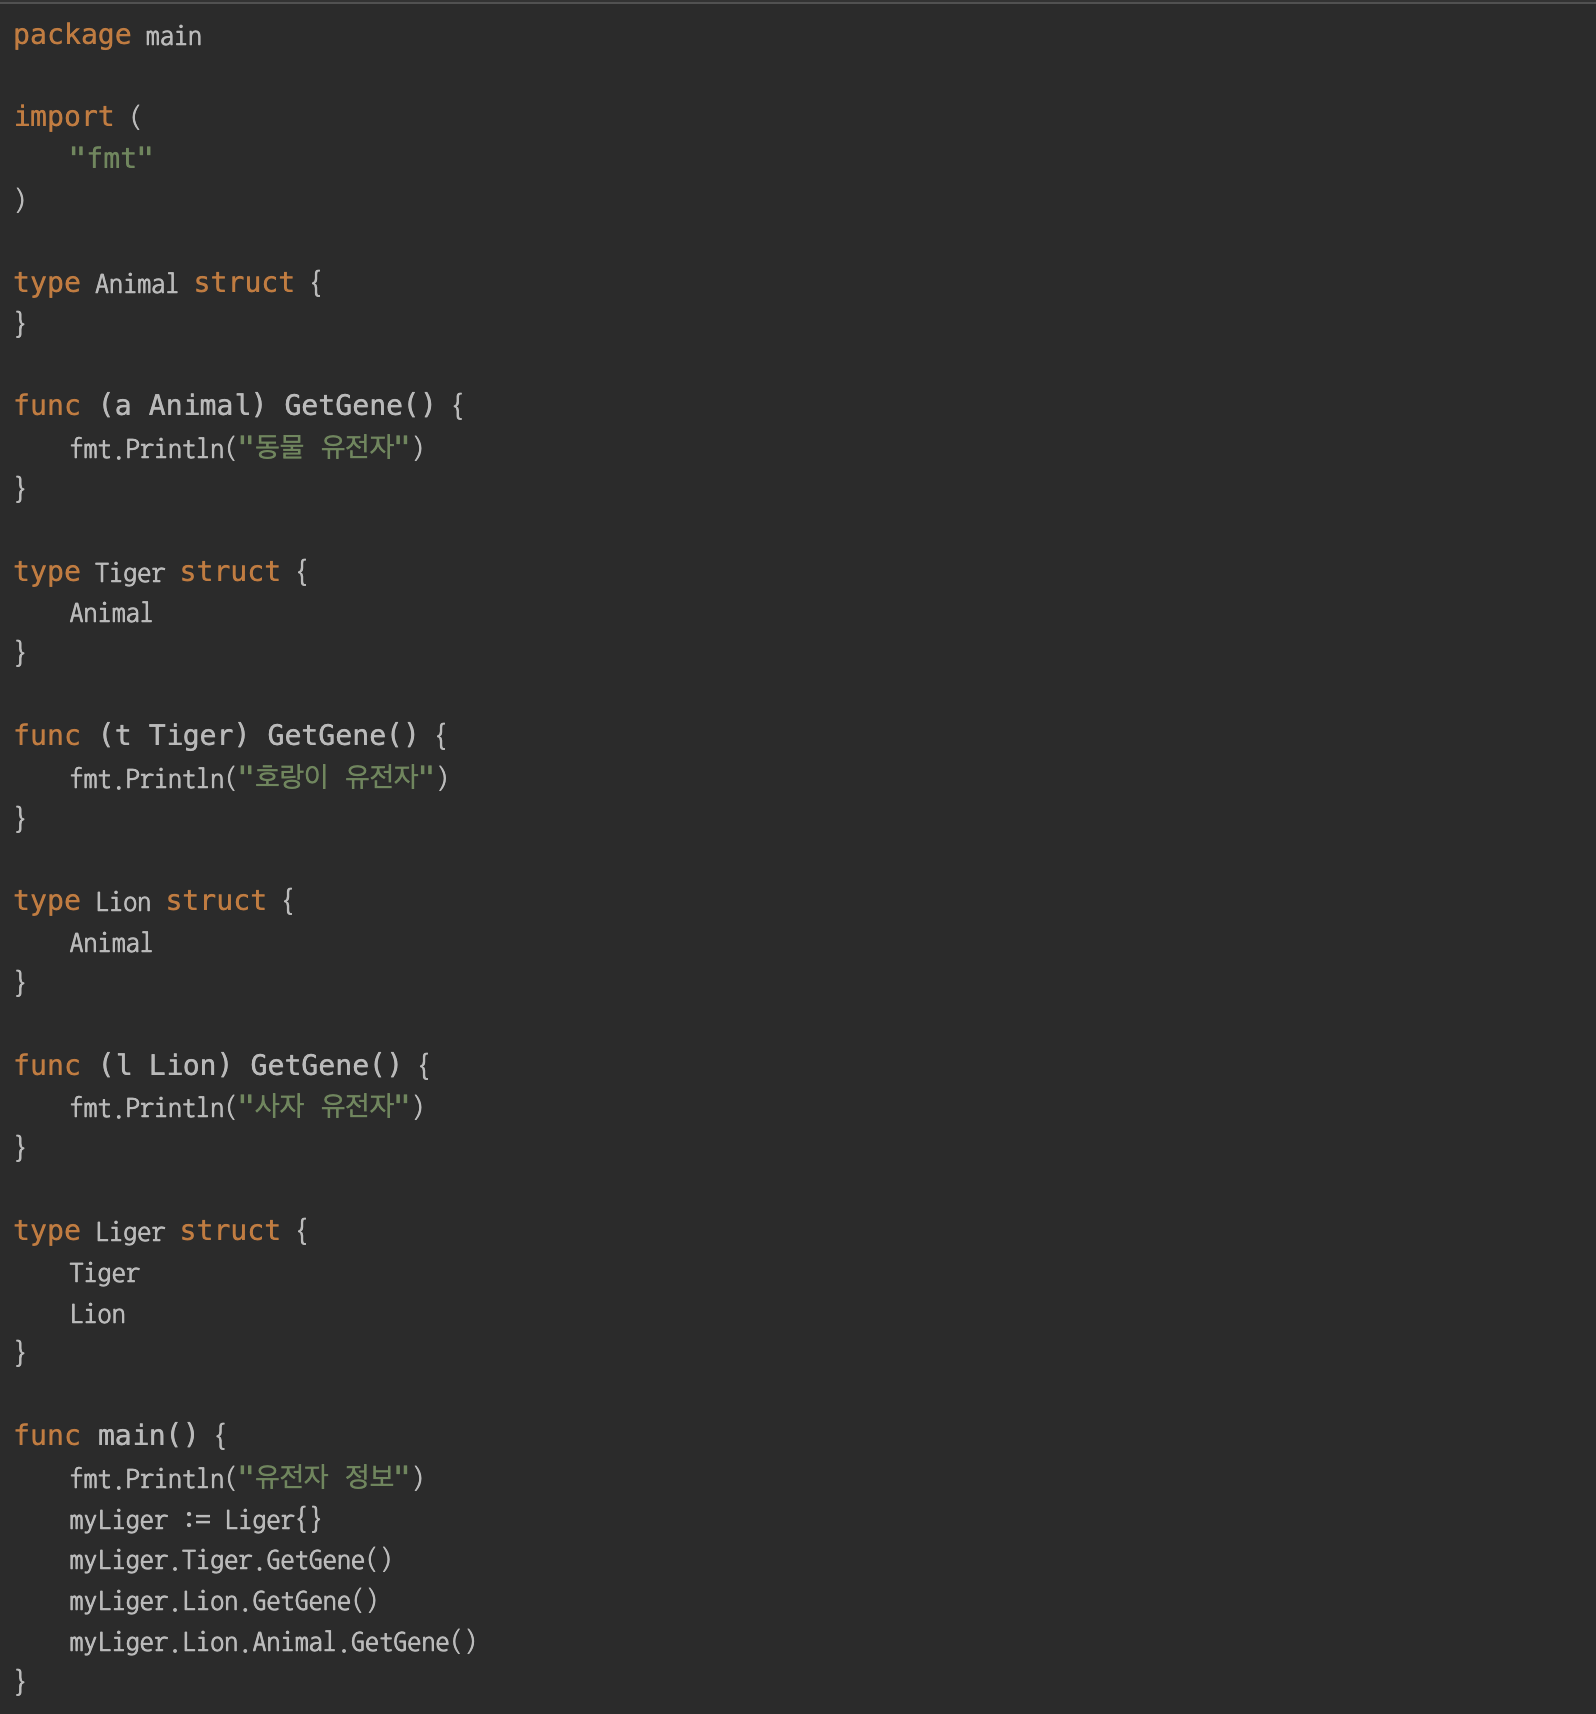 package main
import (
"fmt"
)
type Animal struct {
}
func (a Animal) GetGene() {
fmt.Println("동물 유전자")
}
type Tiger struct {
Animal
}
func (t Tiger) GetGene() {
fmt.Println("호랑이 유전자")
}
type Lion struct {
Animal
}
func (l Lion) GetGene() {
fmt.Println("사자 유전자")
}
type Liger struct {
Tiger
Lion
}
func main() {
fmt.Println("유전자 정보")
myLiger := Liger{}
myLiger.Tiger.GetGene()
myLiger.Lion.GetGene()
myLiger.Lion.Animal.GetGene()
}